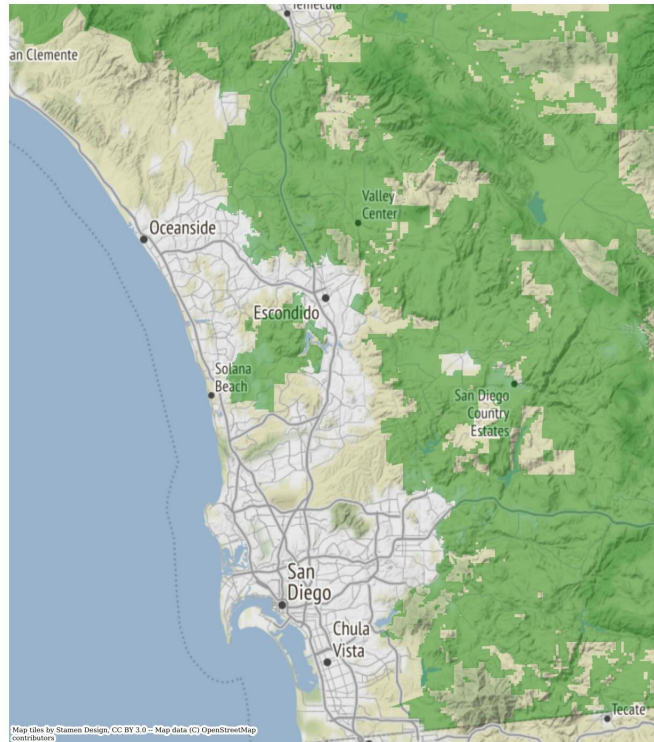 Temecula
an Clemente
Valley
Center
Oceanside
Escondido
Solana
Beach
San Diego
Country
Estates
San
Diego
Chula
Vista
Tecate
Map tiles by Stamen Design, CC BY 3.0 -- Map data (C) OpenStreetMap
contributors